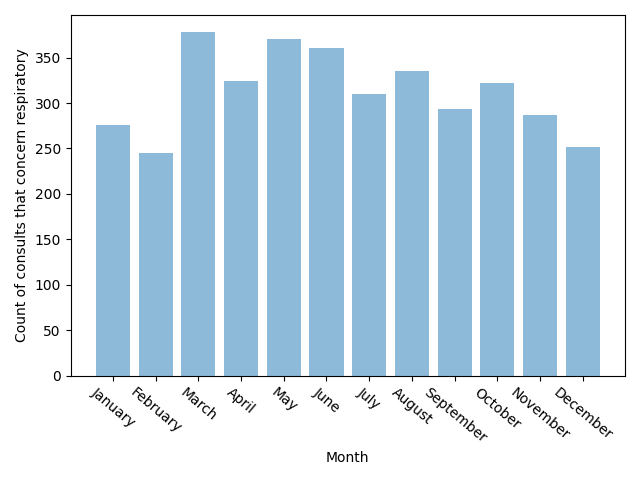 350
300
250
200
150
100
50
0
Count of consults that concern respiratory
January
February
March
April
May
June
July
August
September
October
November
December
Month